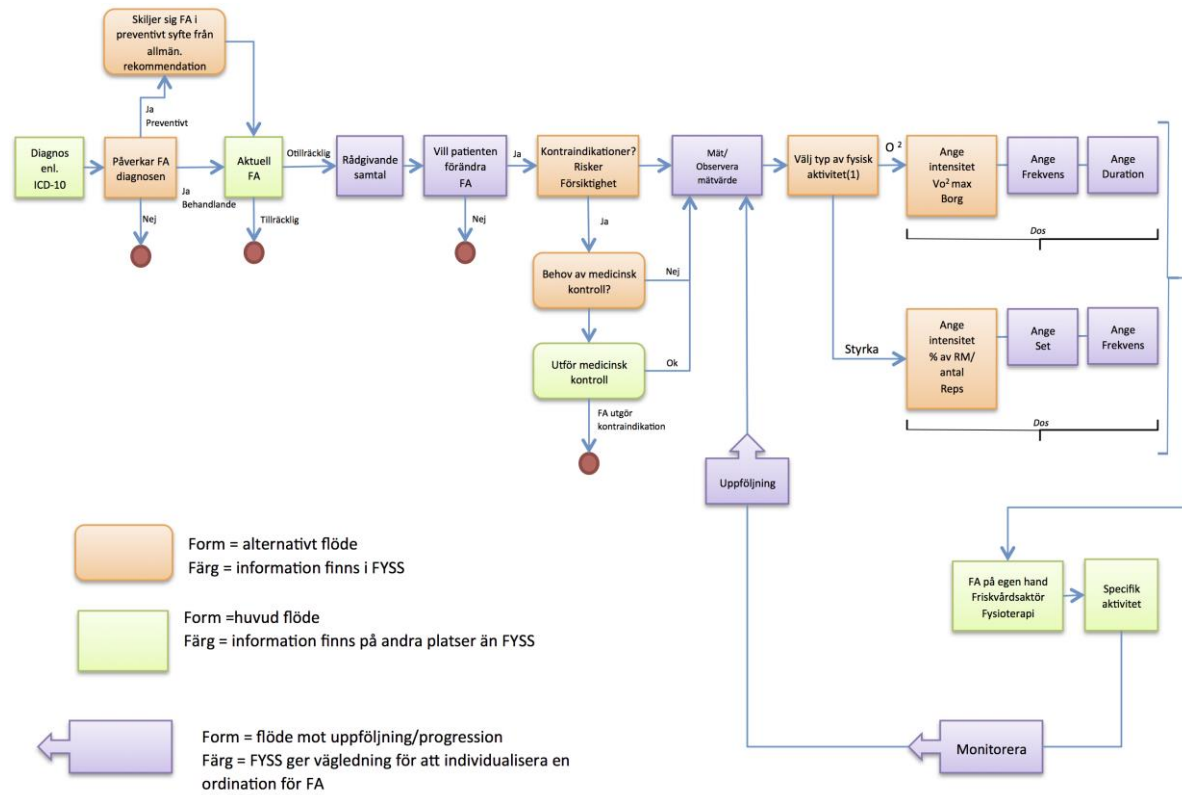 Skiljer sig FA i
preventivt syfte från
allmän.
rekommendation
Ja
Preventivt
Diagnos
enl.
ICD-10
Påverkar FA
diagnosen
Ja
Behandlande
Nej
Aktuell
FA
Otillräcklig
Tillräcklig
Rådgivande
samtal
Vill patienten
förändra
FA
Ja
Nej
Kontraindikationer?
Risker
Försiktighet
Ja
Behov av medicinsk
kontroll?
Nej
Utför medicinsk
kontroll
Ok
FA utgör
kontraindikation
Mät/
Observera
mätvärde
Välj typ av fysisk
aktivitet(1)
O 2
Ange
intensitet
Vo2 max
Borg
Ange
Frekvens
Ange
Duration
Dos
Styrka
Ange
intensitet
% av RM/
antal
Reps
Ange
Set
Ange
Frekvens
Dos
Uppföljning
FA på egen hand
Friskvårdsaktör
Fysioterapi
Specifik
aktivitet
Monitorera
Form = alternativt flöde
Färg = information finns i FYSS
Form =huvud flöde
Färg = information finns på andra platser än FYSS
Form = flöde mot uppföljning/progression
Färg = FYSS ger vägledning för att individualisera en
ordination för FA